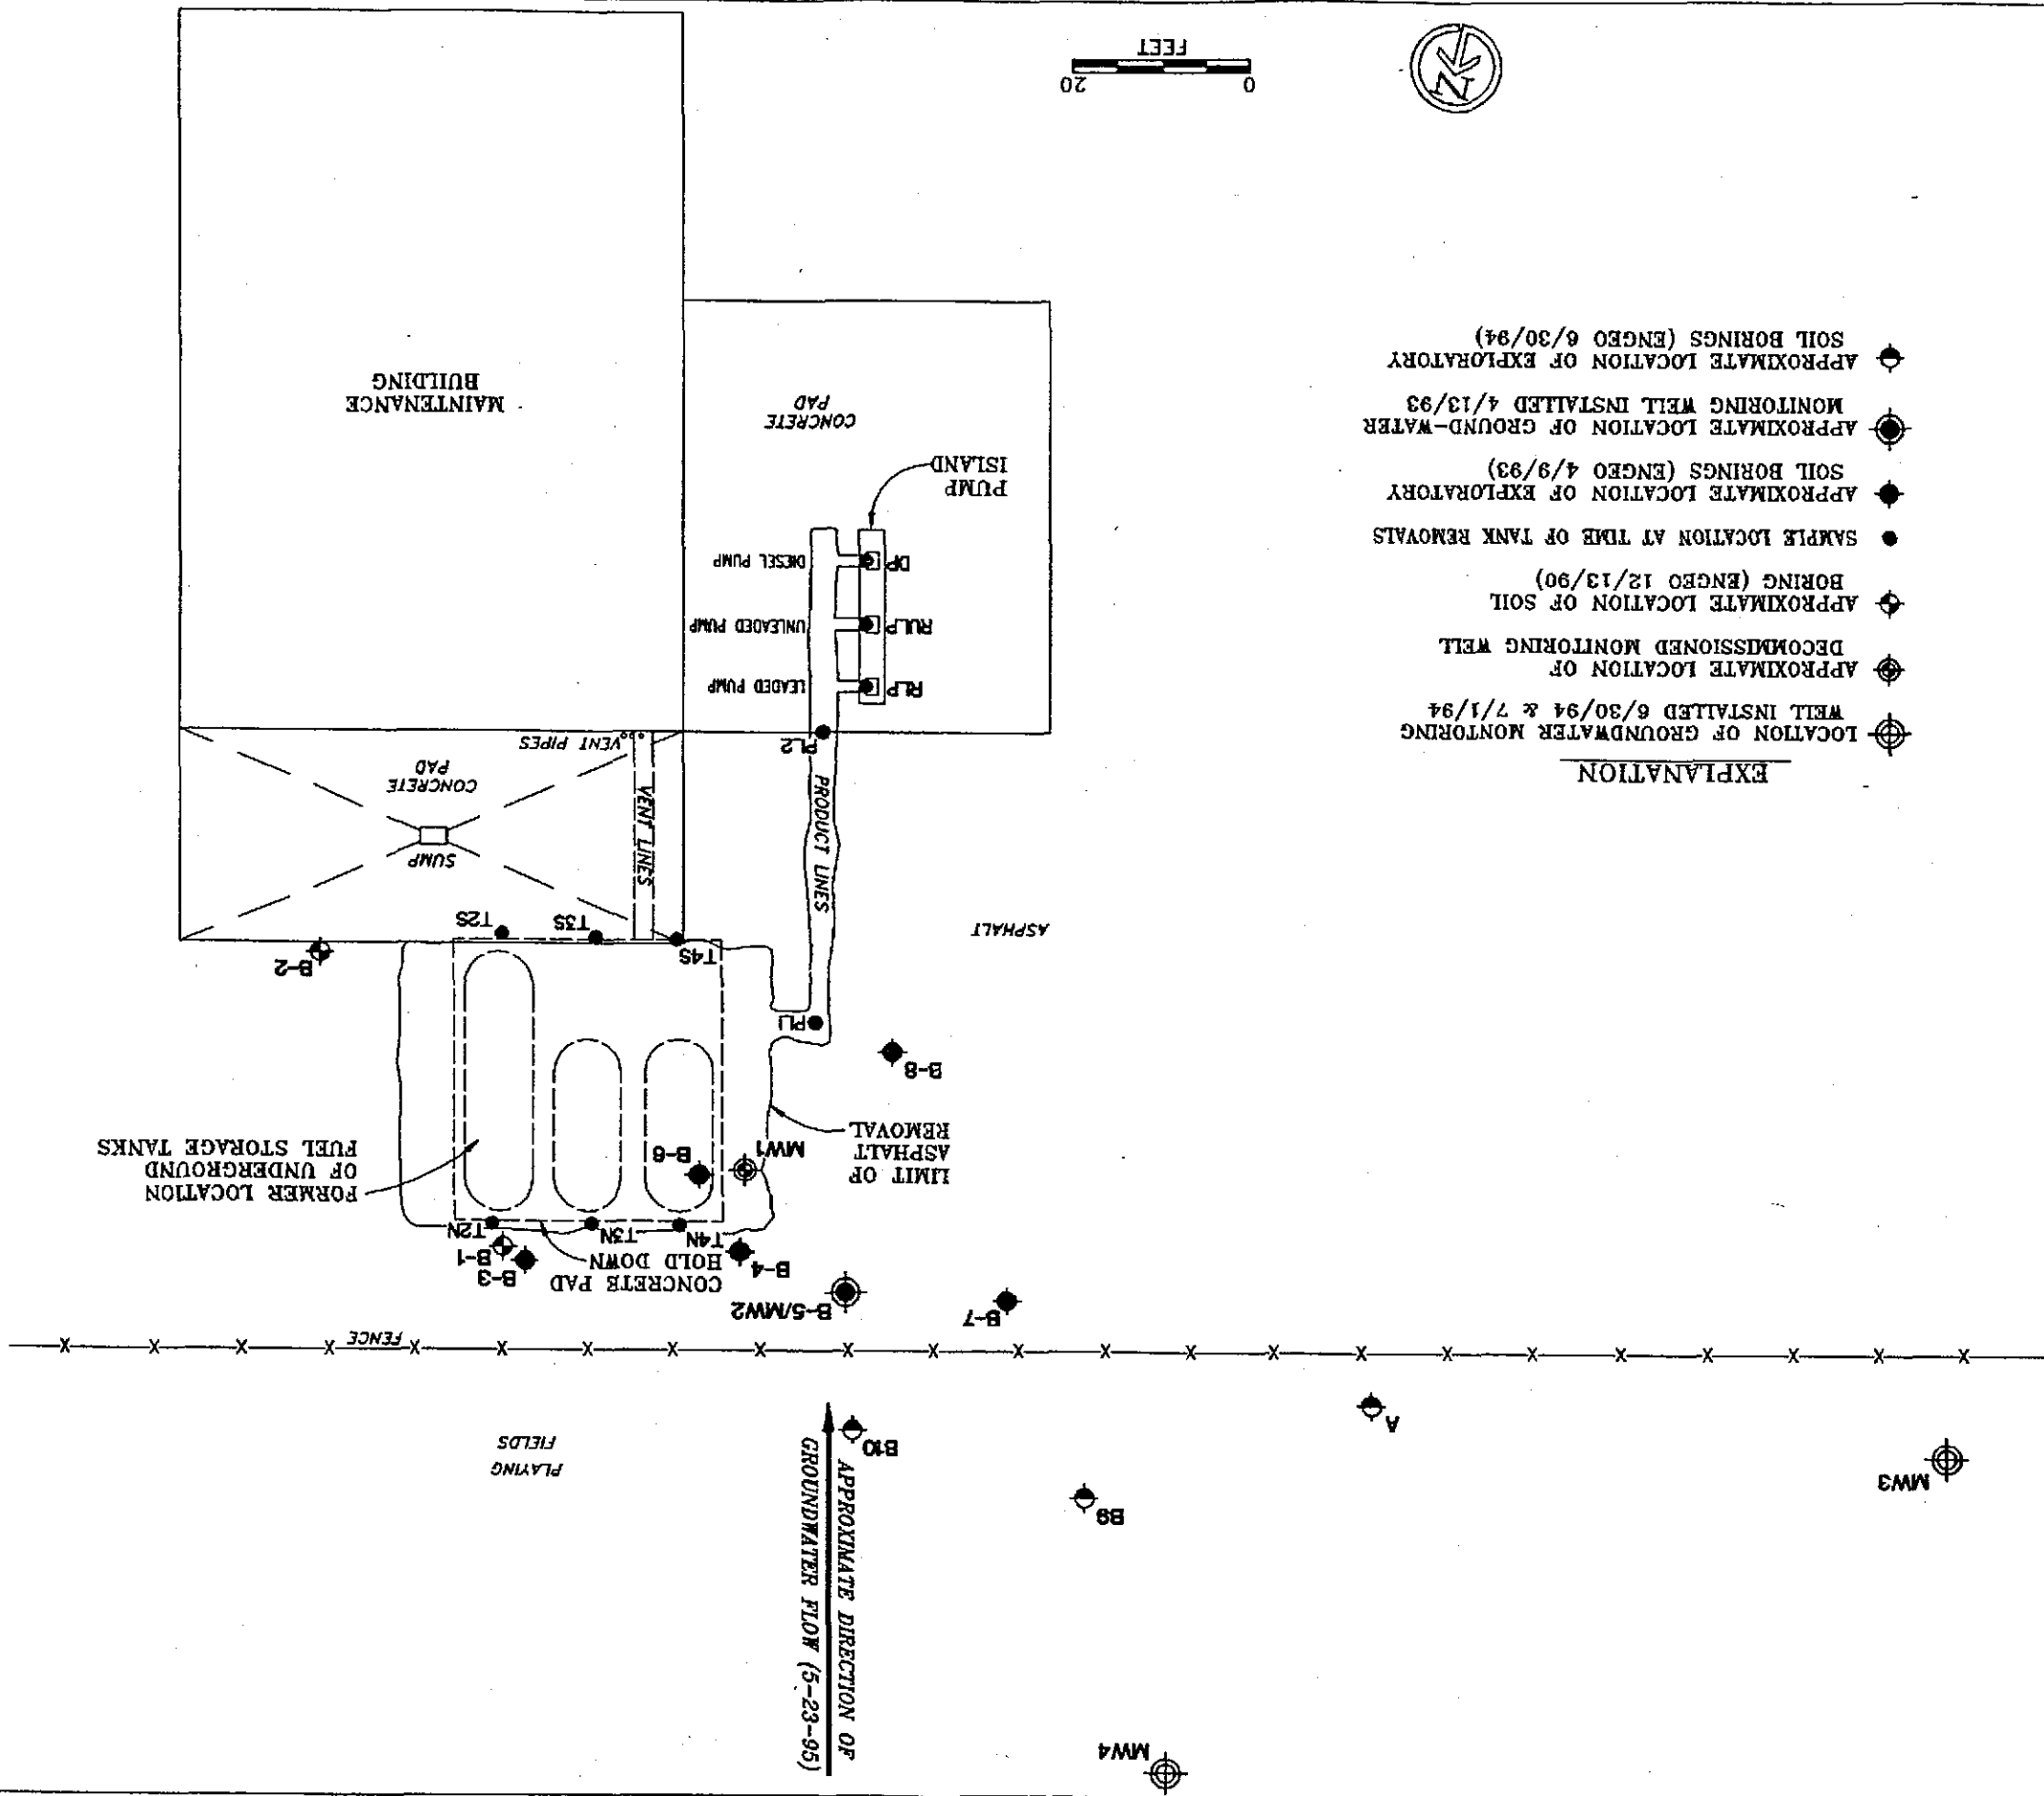 MW4
APPROXIMATE DIRECTION OF
GROUNDWATER FLOW (5-23-95)
MW3
B9
B10
A
PLAYING
FIELDS
FENCE
B-7
B-5/MW2
B-4
CONCRETE PAD
HOLD DOWN
B-3
B-1
T4N
T3N
T2N
LIMIT OF
ASPHALT
REMOVAL
MW1
B-6
FORMER LOCATION
OF UNDERGROUND
FUEL STORAGE TANKS
B-8
PL1
T4S
T3S
T2S
B-2
ASPHALT
PRODUCT LINES
VENT LINES
SUMP
CONCRETE
PAD
VENT PIPES
PL2
EXPLANATION
LOCATION OF GROUNDWATER MONTORING
WELL INSTALLED 6/30/94 & 7/1/94
APPROXIMATE LOCATION OF
DECOMMISSIONED MONITORING WELL
APPROXIMATE LOCATION OF SOIL
BORING (ENGEO 12/13/90)
SAMPLE LOCATION AT TIME OF TANK REMOVALS
APPROXIMATE LOCATION OF EXPLORATORY
SOIL BORINGS (ENGEO 4/9/93)
APPROXIMATE LOCATION OF GROUND-WATER
MONITORING WELL INSTALLED 4/13/93
APPROXIMATE LOCATION OF EXPLORATORY
SOIL BORINGS (ENGEO 6/30/94)
RLP
LEADED PUMP
RULP
UNLEADED PUMP
DP
DIESEL PUMP
PUMP
ISLAND
CONCRETE
PAD
MAINTENANCE
BUILDING
N
0
20
FEET